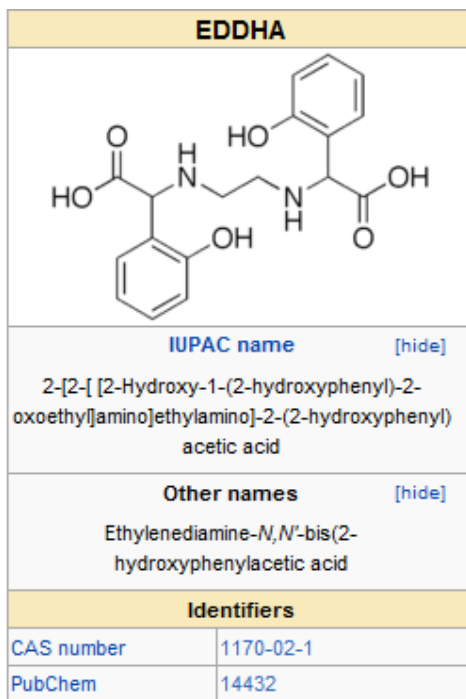 EDDHA
O
HO
H
N
OH
HO
N
H
OH
O
IUPAC name [hide]
2-[2-[ [2-Hydroxy-1-(2-hydroxyphenyl)-2-
oxoethyl]amino]ethylamino]-2-(2-hydroxyphenyl)
acetic acid
Other names [hide]
Ethylenediamine-N,N'-bis(2-
hydroxyphenylacetic acid
Identifiers
CAS number 1170-02-1
PubChem 14432